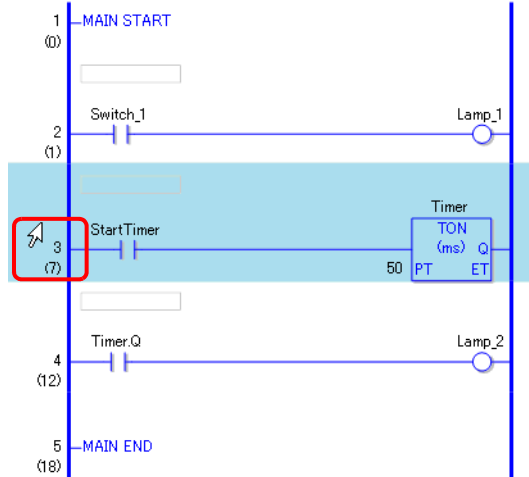 1 MAIN START
(0)
Switch_1 Lamp_1
2
(1)
Timer
StartTimer TON
3 (ms) Q
(7) 50 PT ET
Timer.Q Lamp_2
4
(12)
5 MAIN END
(18)